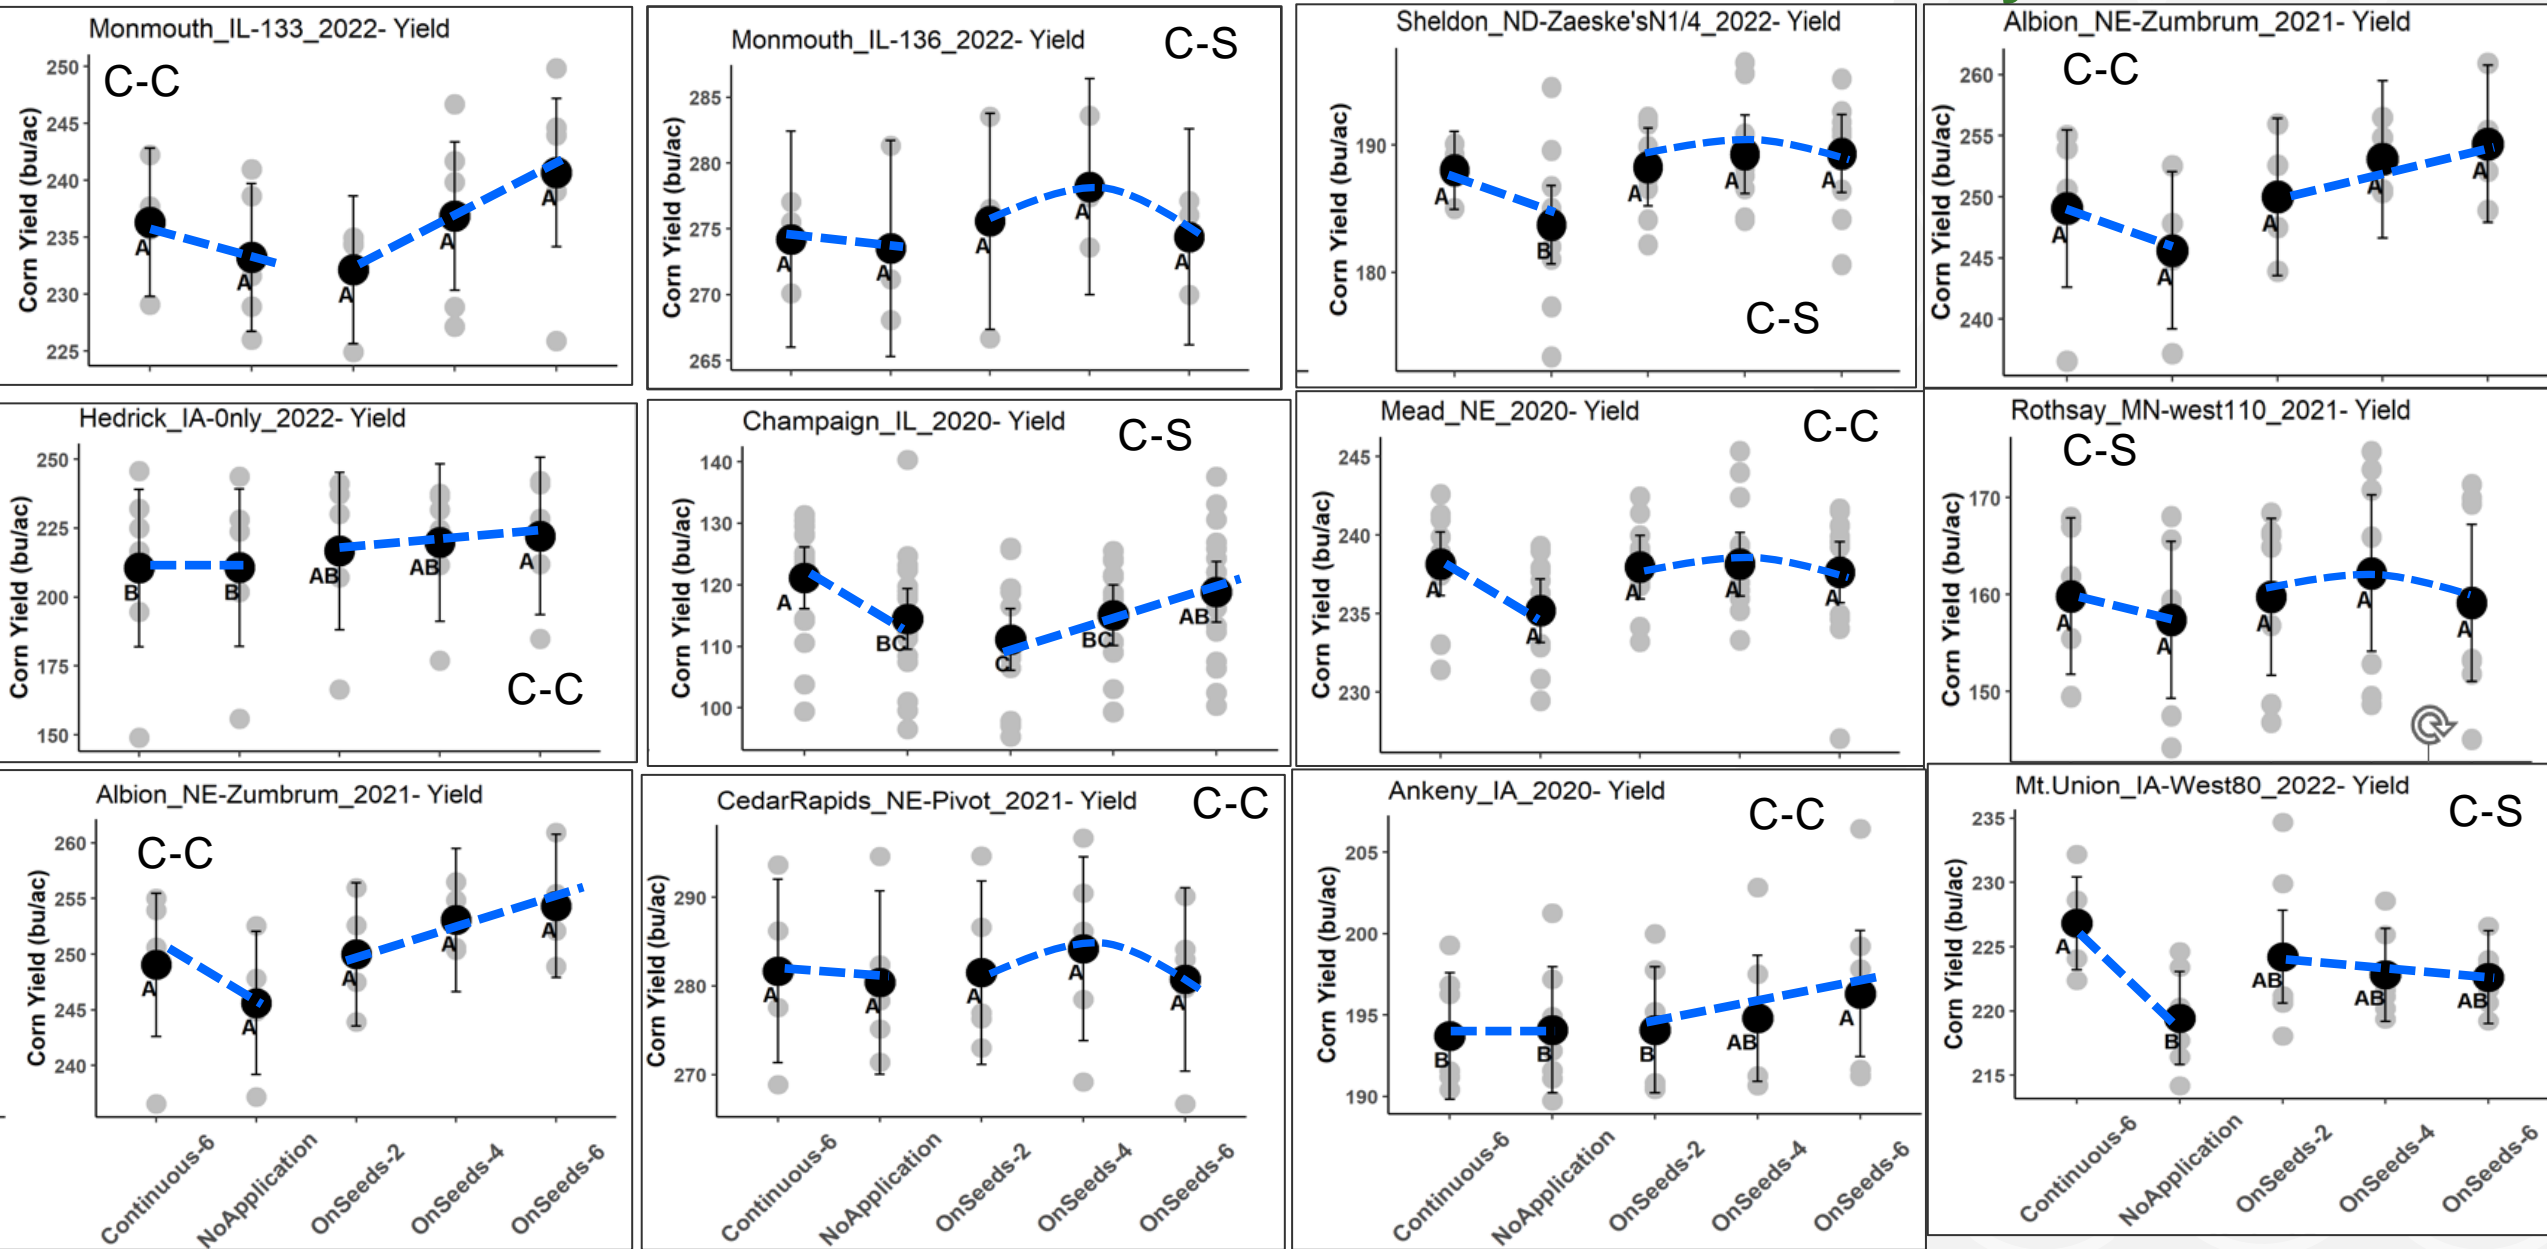 Monmouth_IL-133_2022- Yield
C-C
Corn Yield (bu/ac)
250
245
240
235
230
225
A
A
A
A
A
Monmouth_IL-136_2022- Yield
C-S
Corn Yield (bu/ac)
285
280
275
270
265
A
A
A
A
A
Sheldon_ND-Zaeske'sN1/4_2022- Yield
Corn Yield (bu/ac)
190
180
A
B
A
A
A
C-S
Albion_NE-Zumbrum_2021- Yield
C-C
Corn Yield (bu/ac)
260
255
250
245
240
A
A
A
A
A
Hedrick_IA-0nly_2022- Yield
Corn Yield (bu/ac)
250
225
200
175
150
B
B
AB
AB
A
C-C
Champaign_IL_2020- Yield
C-S
Corn Yield (bu/ac)
140
130
120
110
100
A
BC
C
BC
AB
Mead_NE_2020- Yield
C-C
Corn Yield (bu/ac)
245
240
235
230
A
A
A
A
A
Rothsay_MN-west110_2021- Yield
C-S
Corn Yield (bu/ac)
170
160
150
A
A
A
A
A
Albion_NE-Zumbrum_2021- Yield
C-C
Corn Yield (bu/ac)
260
255
250
245
240
A
A
A
A
A
Continuous-6
NoApplication
OnSeeds-2
OnSeeds-4
OnSeeds-6
CedarRapids_NE-Pivot_2021- Yield
C-C
Corn Yield (bu/ac)
290
280
270
A
A
A
A
A
Continuous-6
NoApplication
OnSeeds-2
OnSeeds-4
OnSeeds-6
Ankeny_IA_2020- Yield
C-C
Corn Yield (bu/ac)
205
200
195
190
B
B
B
AB
A
Continuous-6
NoApplication
OnSeeds-2
OnSeeds-4
OnSeeds-6
Mt.Union_IA-West80_2022- Yield
C-S
Corn Yield (bu/ac)
235
230
225
220
215
A
B
AB
AB
AB
Continuous-6
NoApplication
OnSeeds-2
OnSeeds-4
OnSeeds-6